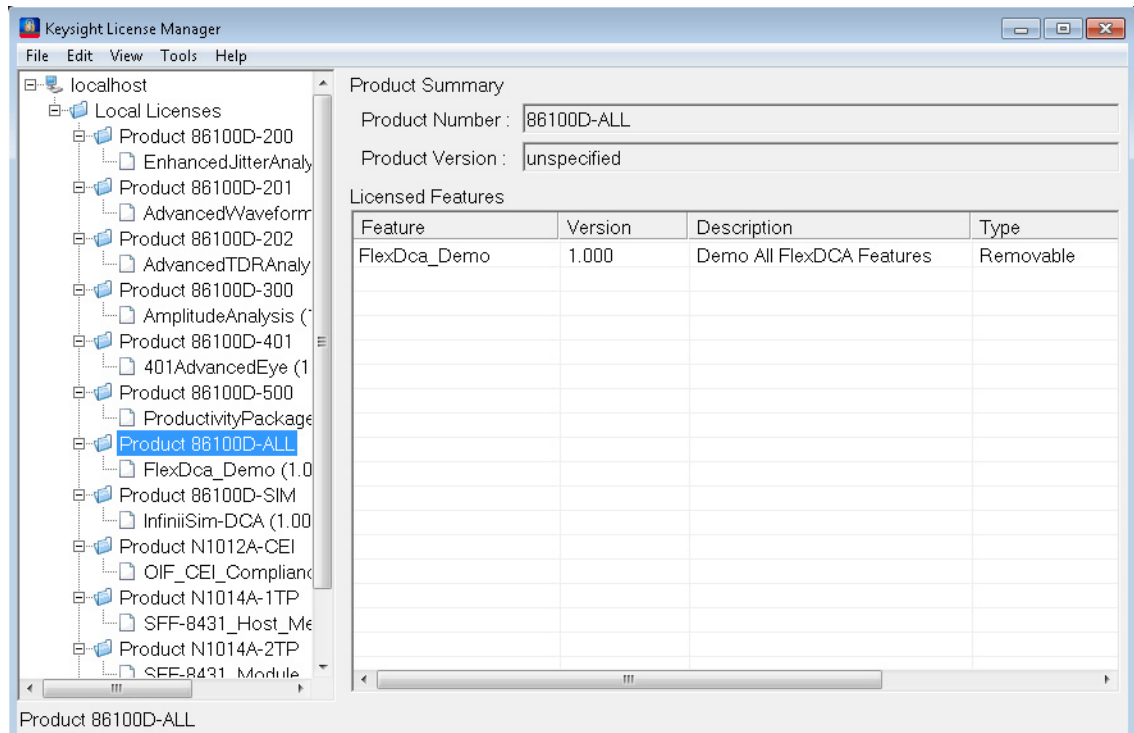 Keysight License Manager
File Edit View Tools Help
localhost
Local Licenses
Product 86100D-200
EnhancedJitterAnaly
Product 86100D-201
AdvancedWaveform
Product 86100D-202
AdvancedTDRAnaly
Product 86100D-300
AmplitudeAnalysis (
Product 86100D-401
401AdvancedEye (1
Product 86100D-500
ProductivityPackage
Product 86100D-ALL
FlexDca_Demo (1.0
Product 86100D-SIM
InfiniiSim-DCA (1.00
Product N1012A-CEI
OIF_CEI_Complianc
Product N1014A-1TP
SFF-8431_Host_Me
Product N1014A-2TP
SFF-8431_Module
Product Summary
Product Number : 86100D-ALL
Product Version : unspecified
Licensed Features
Feature Version Description Type
FlexDca_Demo 1.000 Demo All FlexDCA Features Removable
Product 86100D-ALL